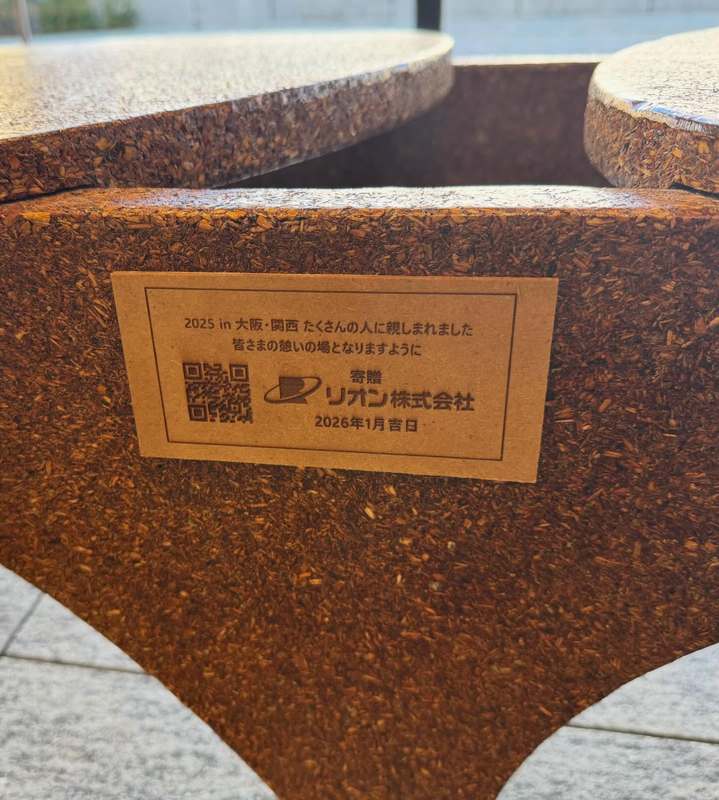 2025 in 大阪・関西 たくさんの人に親しまれました
皆さまの憩いの場となりますように
寄贈
リオン株式会社
2026年1月吉日